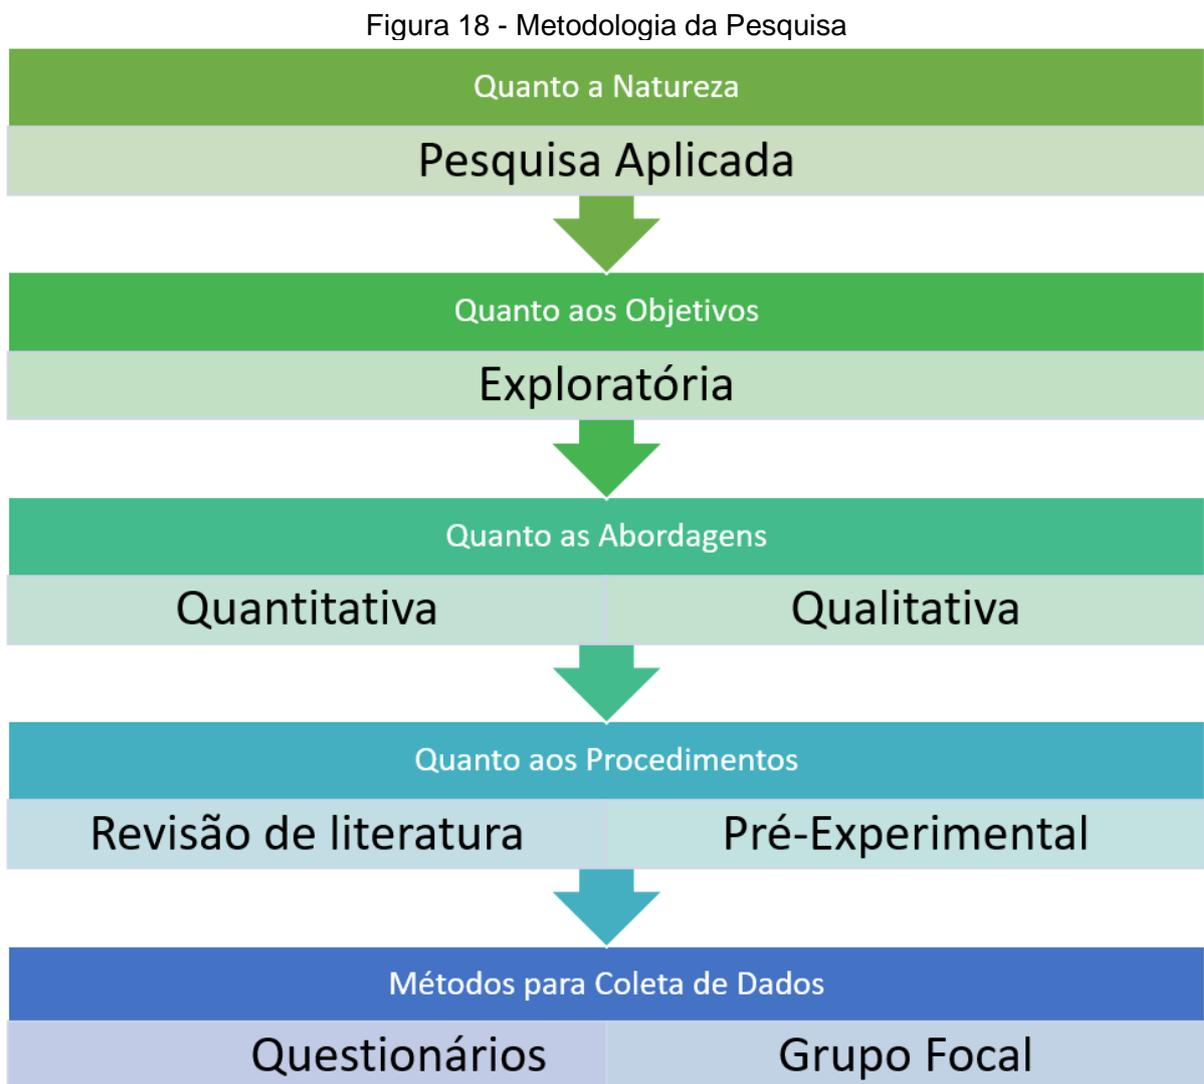 Figura 18 - Metodologia da Pesquisa
Quanto a Natureza
Pesquisa Aplicada
Quanto aos Objetivos
Exploratória
Quanto as Abordagens
Quantitativa Qualitativa
Quanto aos Procedimentos
Revisão de literatura Pré-Experimental
Métodos para Coleta de Dados
Questionários Grupo Focal